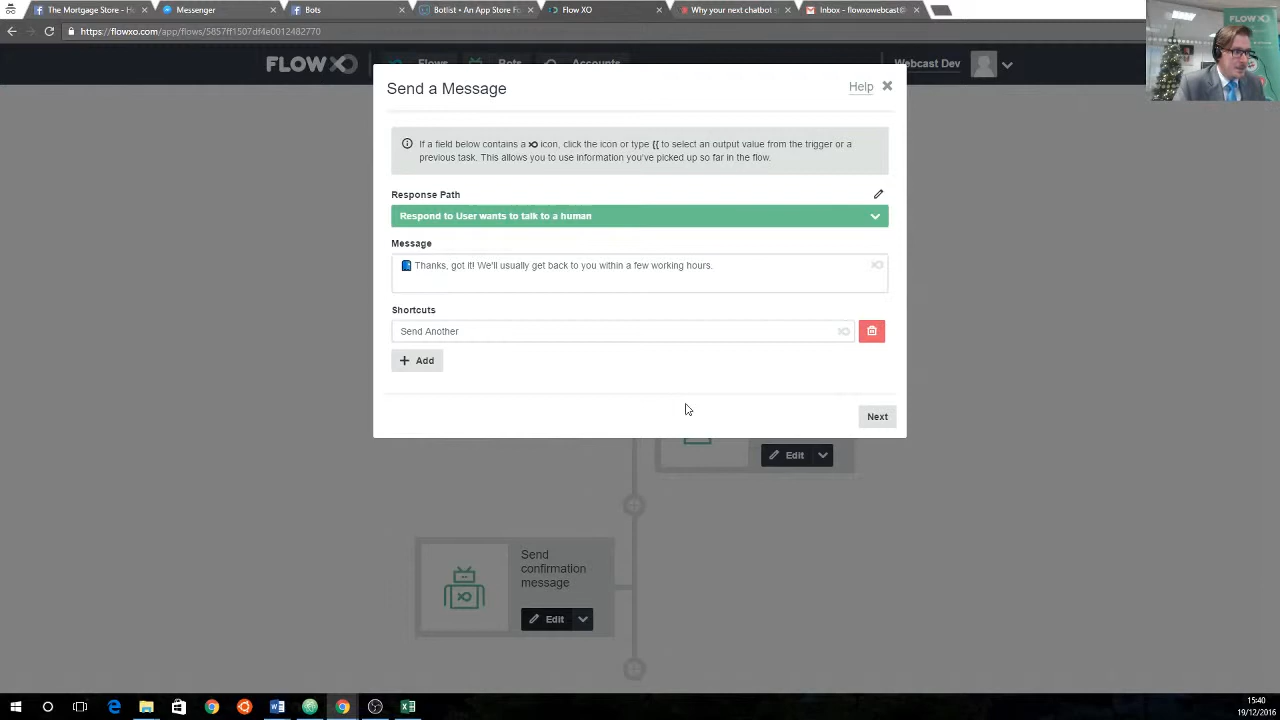 The Mortgage Store - H
Messenger
Bots
Botlist - An App Store Fo
Flow XO
Why your next chatbot s
Inbox - flowxowebcast@
https://flowxo.com/app/flows/5857ff1507df4e0012482770
FLOW XO
Flows
Bots
Accounts
Webcast Dev
Send a Message
Help
If a field below contains a icon, click the icon or type {{ to select an output value from the trigger or a
previous task. This allows you to use information you've picked up so far in the flow.
Response Path
Respond to User wants to talk to a human
Message
Thanks, got it! We'll usually get back to you within a few working hours.
Shortcuts
Send Another
+ Add
Next
Edit
Send
confirmation
message
Edit
15:40
19/12/2016